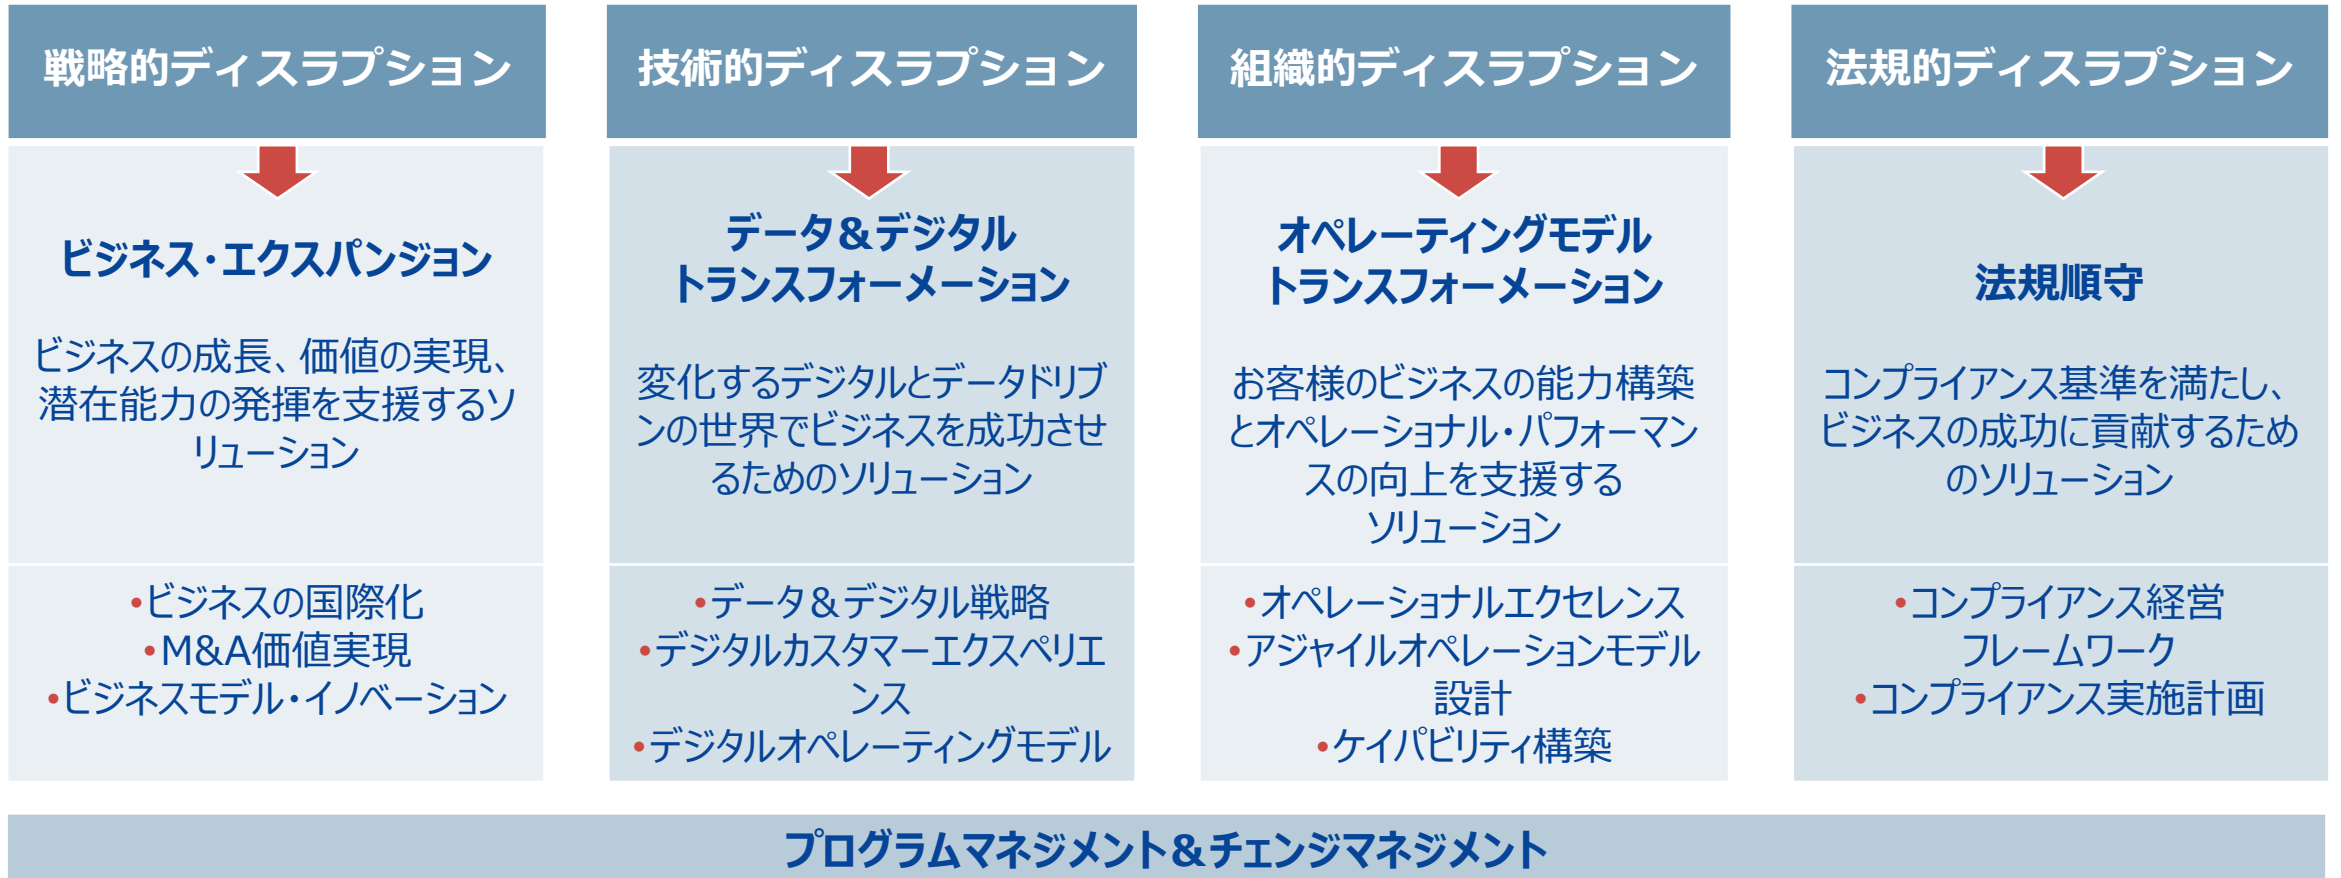 戦略的ディスラプション
技術的ディスラプション
組織的ディスラプション
法規的ディスラプション
ビジネス・エクスパンジョン
ビジネスの成長、価値の実現、
潜在能力の発揮を支援するソ
リューション
•ビジネスの国際化
•M&A価値実現
•ビジネスモデル・イノベーション
データ&デジタル
トランスフォーメーション
変化するデジタルとデータドリブ
ンの世界でビジネスを成功させ
るためのソリューション
•データ&デジタル戦略
•デジタルカスタマーエクスペリエ
ンス
•デジタルオペレーティングモデル
オペレーティングモデル
トランスフォーメーション
お客様のビジネスの能力構築
とオペレーショナル・パフォーマン
スの向上を支援する
ソリューション
•オペレーショナルエクセレンス
•アジャイルオペレーションモデル
設計
•ケイパビリティ構築
法規順守
コンプライアンス基準を満たし、
ビジネスの成功に貢献するため
のソリューション
•コンプライアンス経営
フレームワーク
•コンプライアンス実施計画
プログラムマネジメント&チェンジマネジメント